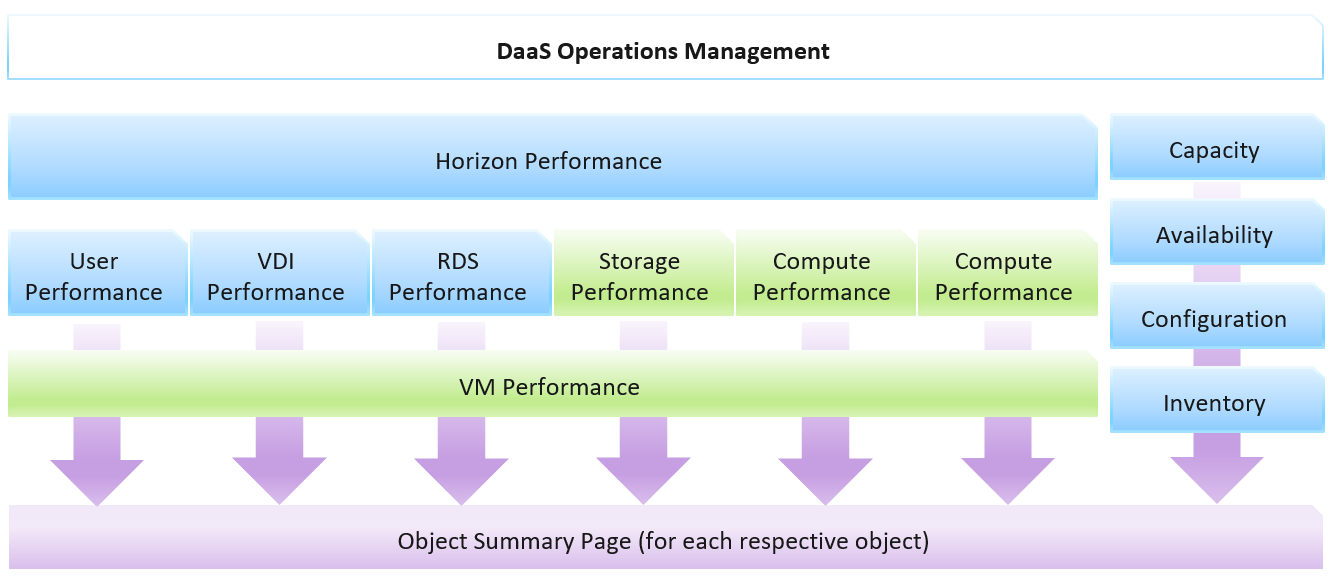 DaaS Operations Management
Horizon Performance
Capacity
Availability
Configuration
Inventory
User
Performance
VDI
Performance
RDS
Performance
Storage
Performance
Compute
Performance
Compute
Performance
VM Performance
Object Summary Page (for each respective object)